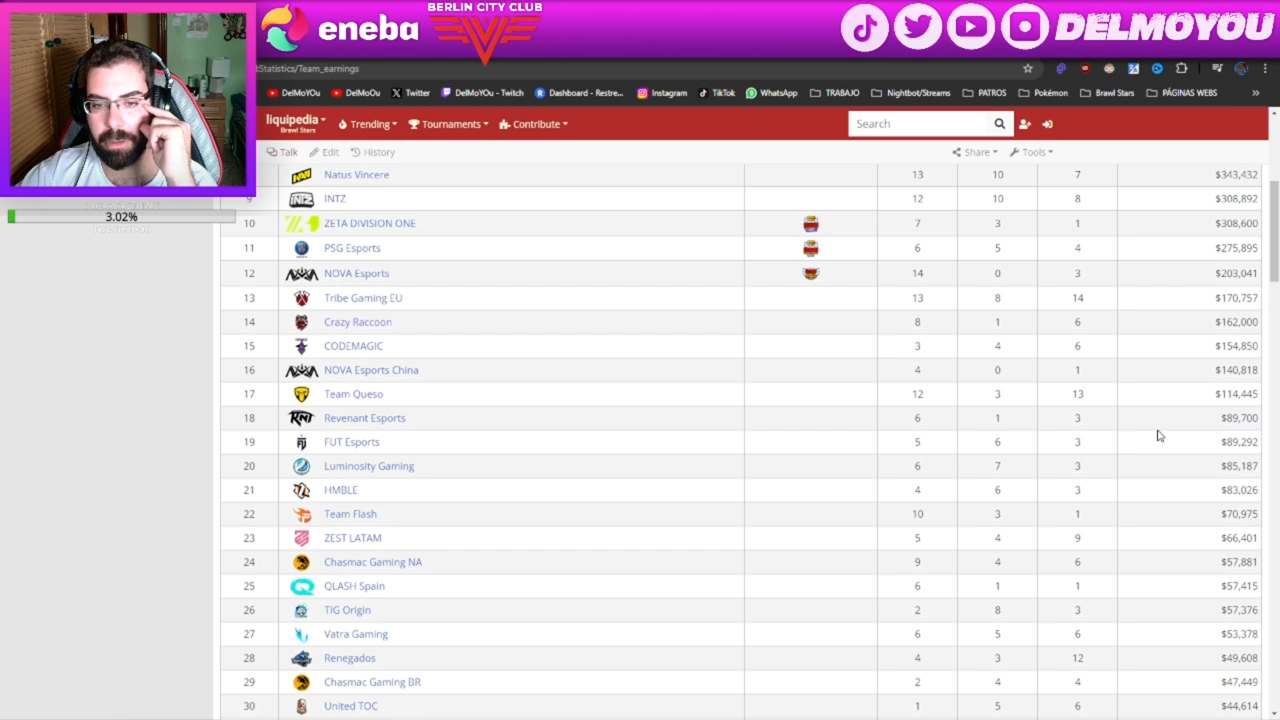 eneba
BERLIN CITY CLUB
DELMOYOU
:Statistics/Team_earnings
DelMoYOu DelMoOu Twitter DelMoYOu - Twitch Dashboard - Restre... Instagram TikTok WhatsApp TRABAJO Nightbot/Streams PATROS Pokémon Brawl Stars PÁGINAS WEBS »
liquipedia Trending Tournaments Contribute Search
Brawl Stars
Talk Edit History Share Tools
Natus Vincere 13 10 7 $343,432
9 INTZ INTZ 12 10 8 $308,892
10 ZETA DIVISION ONE 7 3 1 $308,600
11 PSG Esports 6 5 4 $275,895
12 NOVA NOVA Esports 14 0 3 $203,041
13 Tribe Gaming EU 13 8 14 $170,757
14 Crazy Raccoon 8 1 6 $162,000
15 CODEMAGIC 3 4 6 $154,850
16 NOVA NOVA Esports China 4 0 1 $140,818
17 Team Queso 12 3 13 $114,445
18 RNT Revenant Esports 6 1 3 $89,700
19 FUT Esports 5 6 3 $89,292
20 Luminosity Gaming 6 7 3 $85,187
21 HMBLE 4 6 3 $83,026
22 Team Flash 10 3 1 $70,975
23 ZEST LATAM 5 4 9 $66,401
24 Chasmac Gaming NA 9 4 6 $57,881
25 QLASH Spain 6 1 1 $57,415
26 TIG Origin 2 8 3 $57,376
27 Vatra Gaming 6 5 6 $53,378
28 Renegados 4 3 12 $49,608
29 Chasmac Gaming BR 2 4 4 $47,449
30 United TOC 1 5 6 $44,614
3.02%